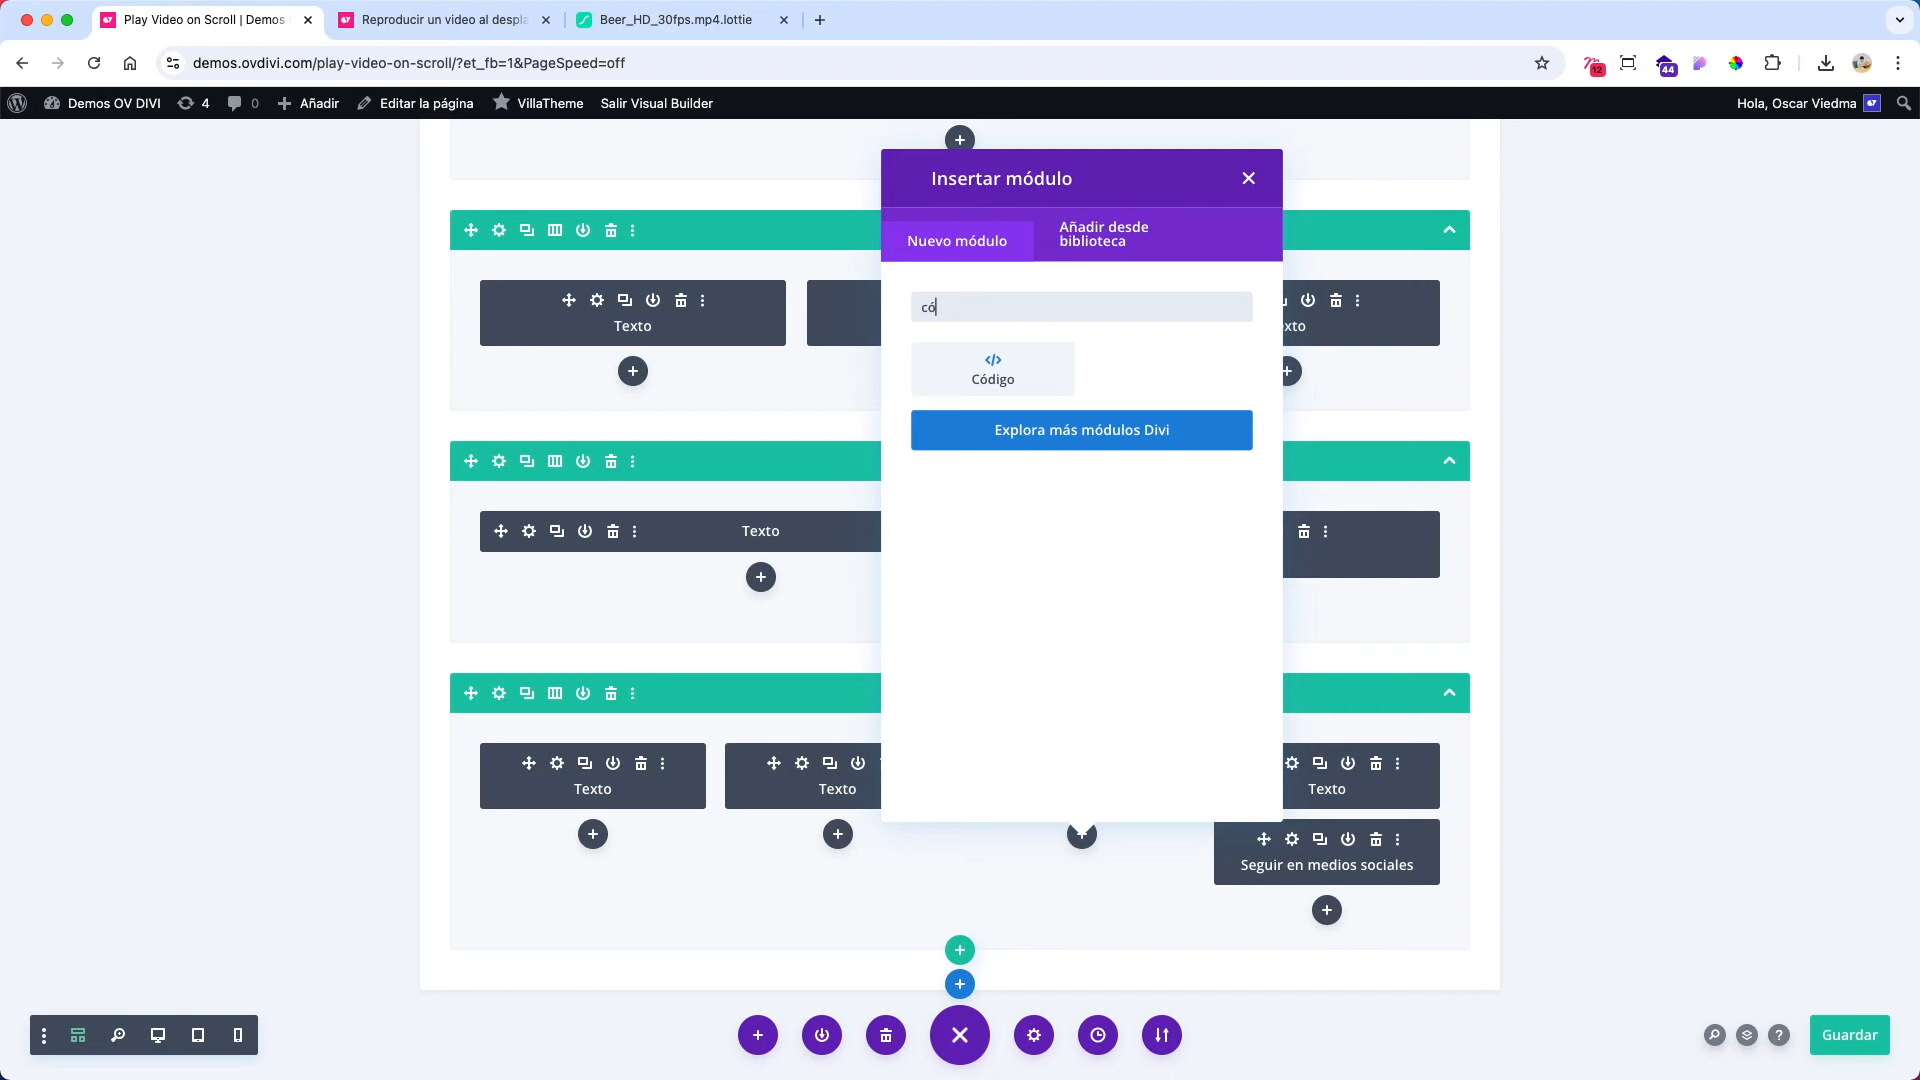 Play Video on Scroll | Demos
Reproducir un video al despla
Beer_HD_30fps.mp4.lottie
demos.ovdivi.com/play-video-on-scroll/?et_fb=1&PageSpeed=off
12
44
Demos OV DIVI
4
0
Añadir
Editar la página
VillaTheme
Salir Visual Builder
Hola, Oscar Viedma
Insertar módulo
Nuevo módulo
Añadir desde
biblioteca
có
Código
Explora más módulos Divi
Texto
exto
Texto
Texto
Texto
Texto
Seguir en medios sociales
Guardar